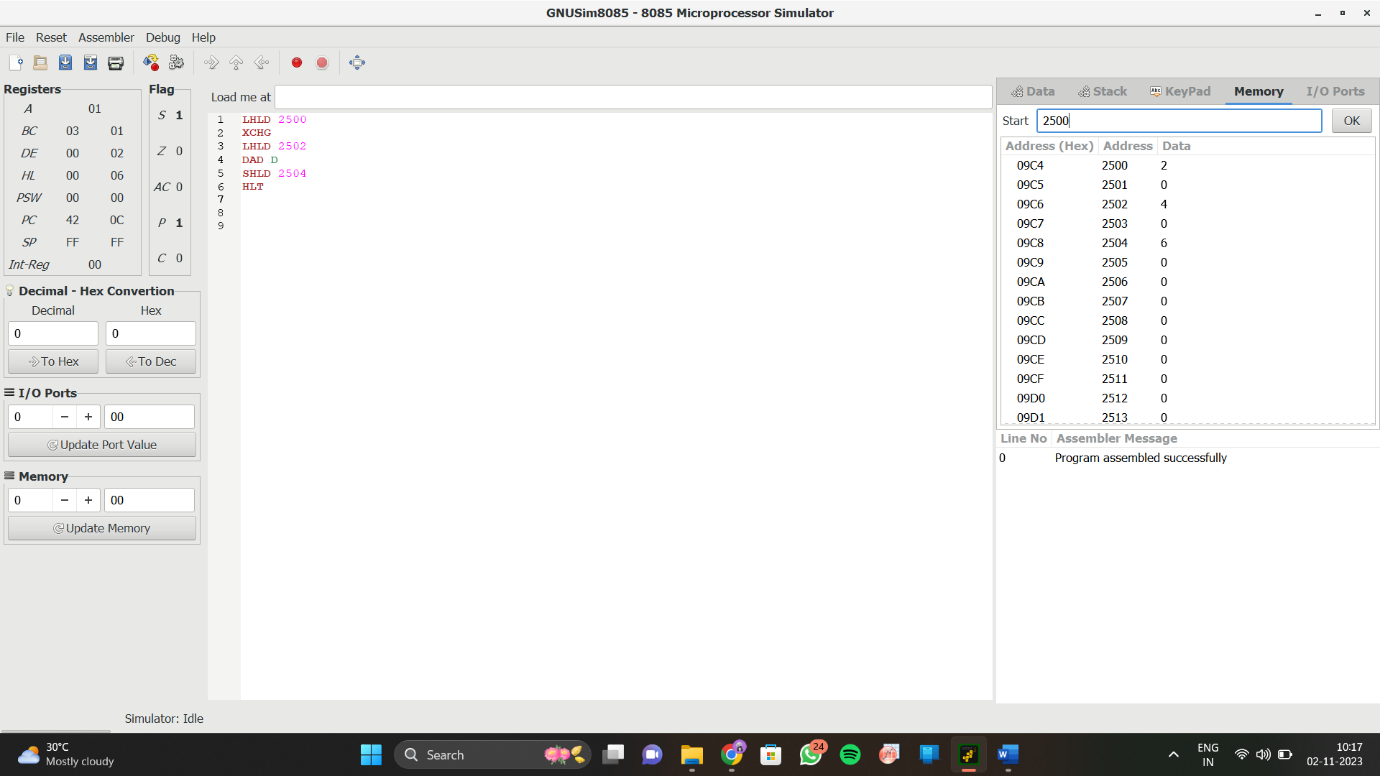 GNUSim8085 - 8085 Microprocessor Simulator
File Reset Assembler Debug Help
Registers
A 01
BC 03 01
DE 00 02
HL 00 06
PSW 00 00
PC 42 0C
SP FF FF
Int-Reg 00
Flag
S 1
Z 0
AC 0
P 1
C 0
Decimal - Hex Convertion
Decimal Hex
0 0
To Hex To Dec
I/O Ports
0 − + 00
Update Port Value
Memory
0 − + 00
Update Memory
Load me at
1 LHLD 2500
2 XCHG
3 LHLD 2502
4 DAD D
5 SHLD 2504
6 HLT
7
8
9
Data Stack Abc KeyPad Memory I/O Ports
Start 2500 OK
Address (Hex) Address Data
09C4 2500 2
09C5 2501 0
09C6 2502 4
09C7 2503 0
09C8 2504 6
09C9 2505 0
09CA 2506 0
09CB 2507 0
09CC 2508 0
09CD 2509 0
09CE 2510 0
09CF 2511 0
09D0 2512 0
09D1 2513 0
Line No Assembler Message
0 Program assembled successfully
Simulator: Idle
30°C
Mostly cloudy
Search
24
W
ENG
IN
10:17
02-11-2023